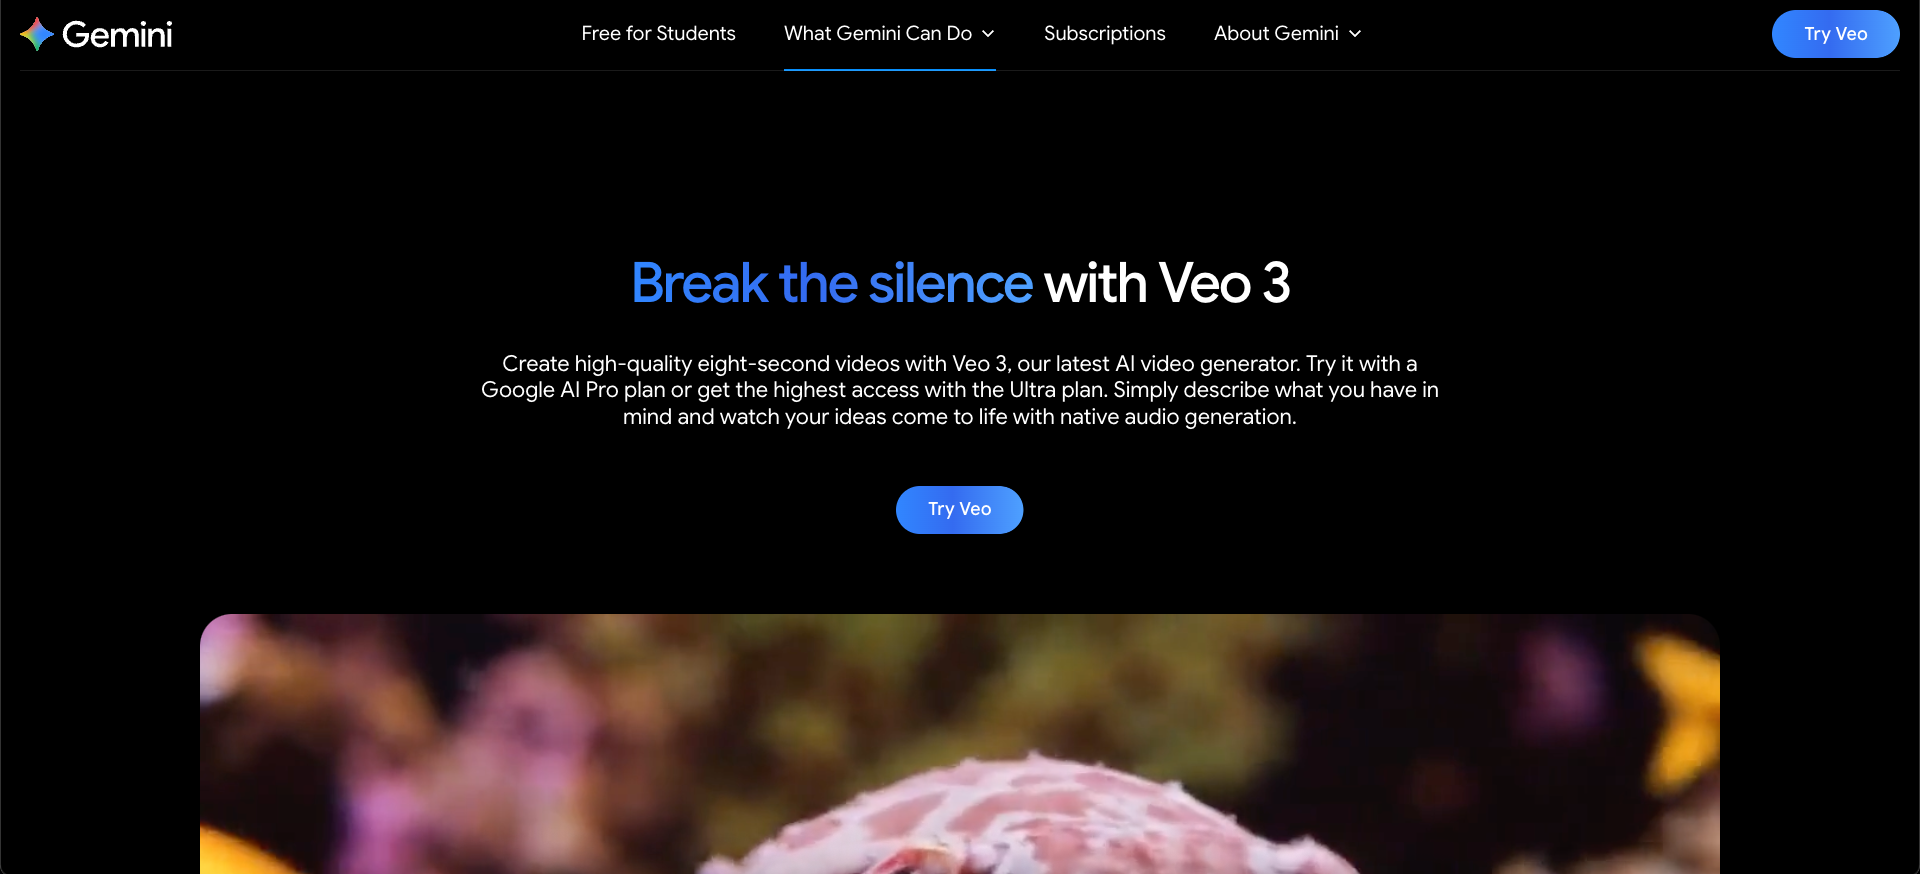 Gemini
Free for Students
What Gemini Can Do
Subscriptions
About Gemini
Try Veo
Break the silence with Veo 3
Create high-quality eight-second videos with Veo 3, our latest AI video generator. Try it with a
Google AI Pro plan or get the highest access with the Ultra plan. Simply describe what you have in
mind and watch your ideas come to life with native audio generation.
Try Veo